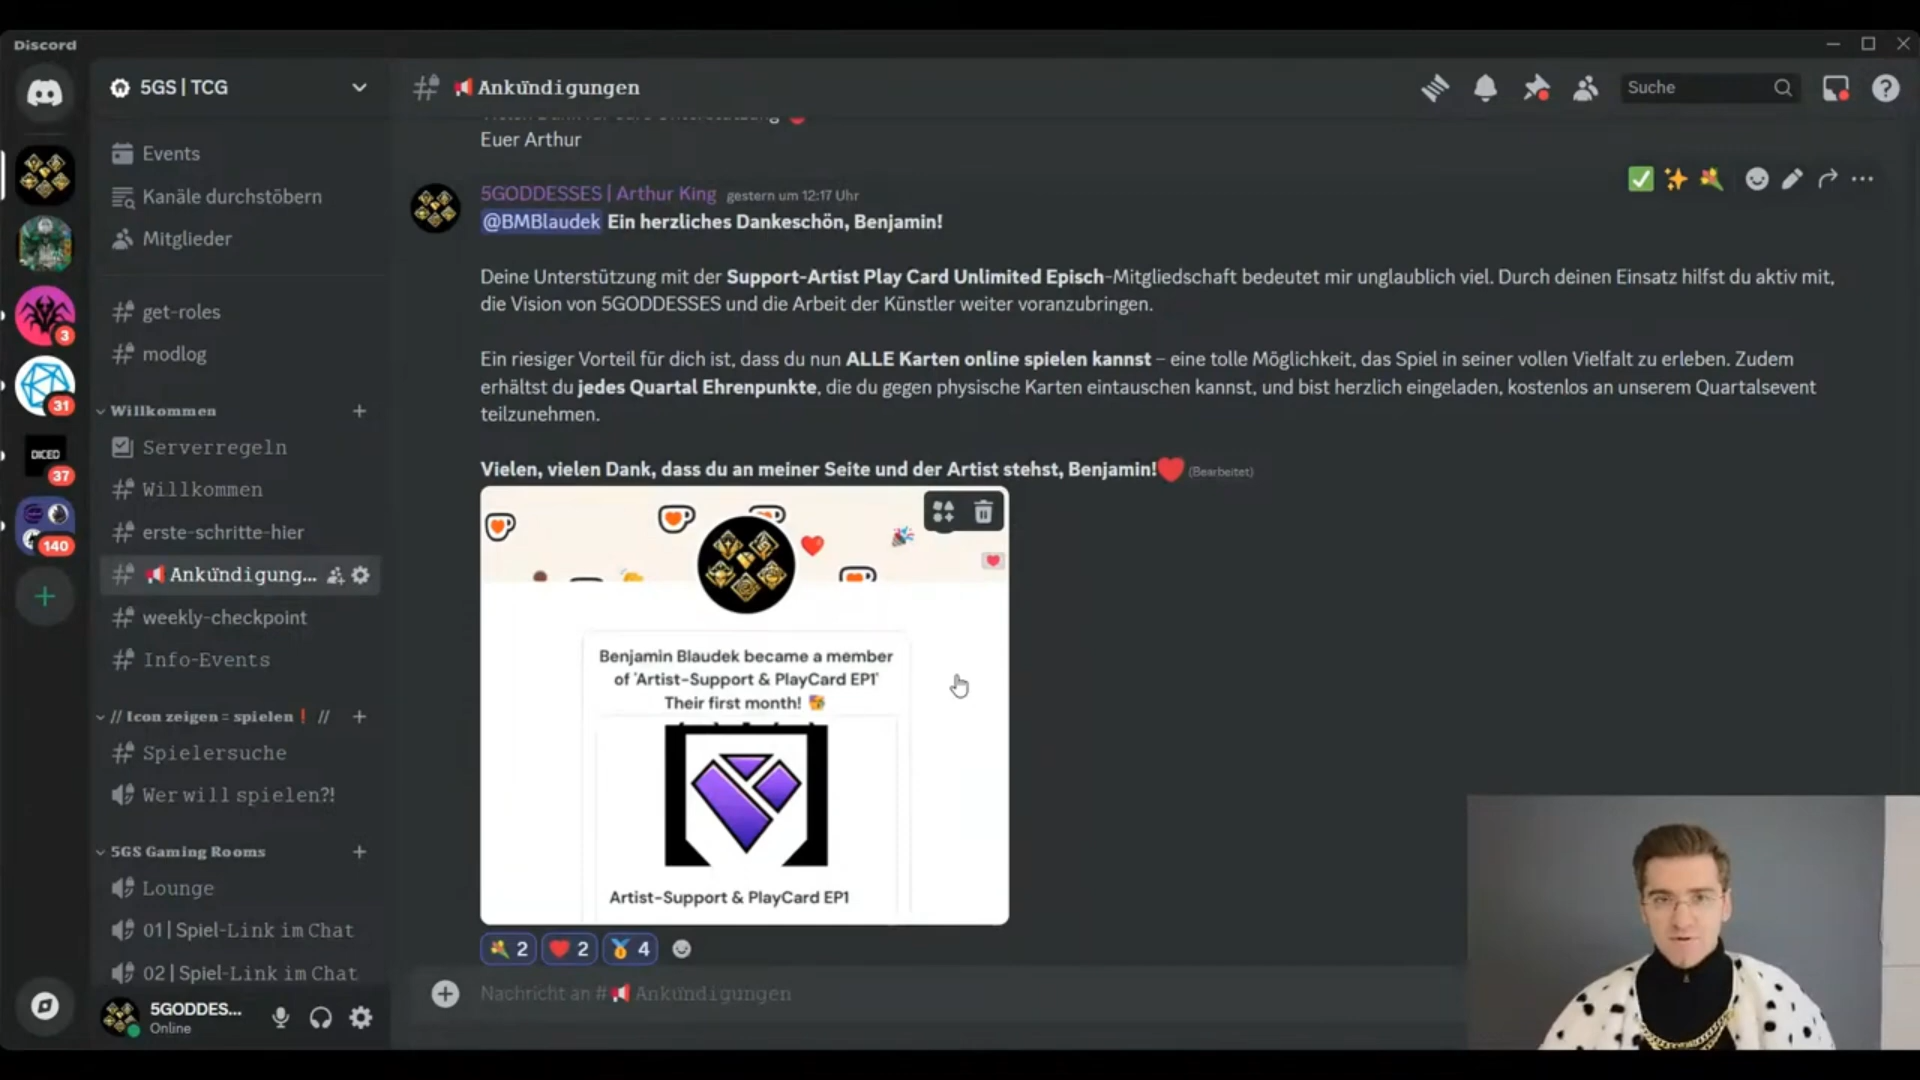 Discord
5GS | TCG
Ankündigungen
Suche
Events
Kanäle durchstöbern
Mitglieder
get-roles
modlog
Willkommen
Serverregeln
Willkommen
erste-schritte-hier
Ankündigung...
weekly-checkpoint
Info-Events
// Icon zeigen = spielen❗ //
Spielersuche
Wer will spielen?!
5GS Gaming Rooms
Lounge
01 | Spiel-Link im Chat
02 | Spiel-Link im Chat
5GODDES...
Online
3
31
DICED
37
140
Euer Arthur
5GODDESSES | Arthur King gestern um 12:17 Uhr
@BMBlaudek Ein herzliches Dankeschön, Benjamin!
Deine Unterstützung mit der Support-Artist Play Card Unlimited Episch-Mitgliedschaft bedeutet mir unglaublich viel. Durch deinen Einsatz hilfst du aktiv mit,
die Vision von 5GODDESSES und die Arbeit der Künstler weiter voranzubringen.
Ein riesiger Vorteil für dich ist, dass du nun ALLE Karten online spielen kannst – eine tolle Möglichkeit, das Spiel in seiner vollen Vielfalt zu erleben. Zudem
erhältst du jedes Quartal Ehrenpunkte, die du gegen physische Karten eintauschen kannst, und bist herzlich eingeladen, kostenlos an unserem Quartalsevent
teilzunehmen.
Vielen, vielen Dank, dass du an meiner Seite und der Artist stehst, Benjamin!❤️ (Bearbeitet)
Benjamin Blaudek became a member
of 'Artist-Support & PlayCard EP1'
Their first month!
Artist-Support & PlayCard EP1
2 2 4
Nachricht an # Ankündigungen